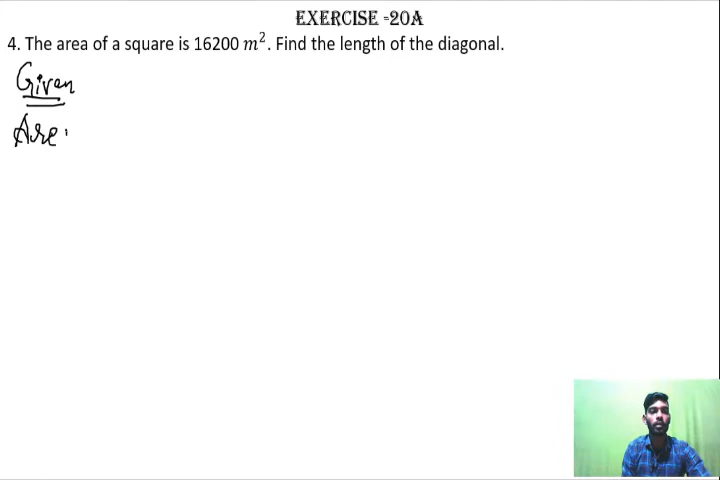 EXERCISE -20A
4. The area of a square is 16200 m². Find the length of the diagonal.
Given
Are